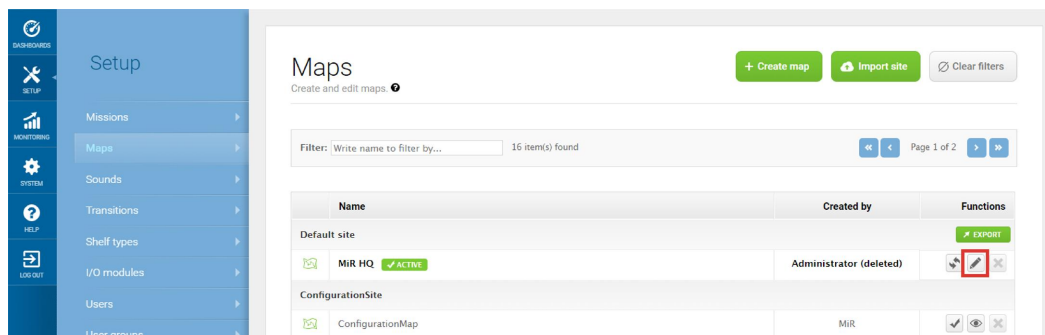 DASHBOARDS
SETUP
MONITORING
SYSTEM
HELP
LOG OUT
Setup
Missions
Maps
Sounds
Transitions
Shelf types
I/O modules
Users
User groups
Maps
Create and edit maps. ?
+ Create map
Import site
Clear filters
Filter: Write name to filter by... 16 item(s) found
« ‹ Page 1 of 2 › »
Name Created by Functions
Default site EXPORT
MiR HQ ✓ ACTIVE Administrator (deleted)
ConfigurationSite
ConfigurationMap MiR